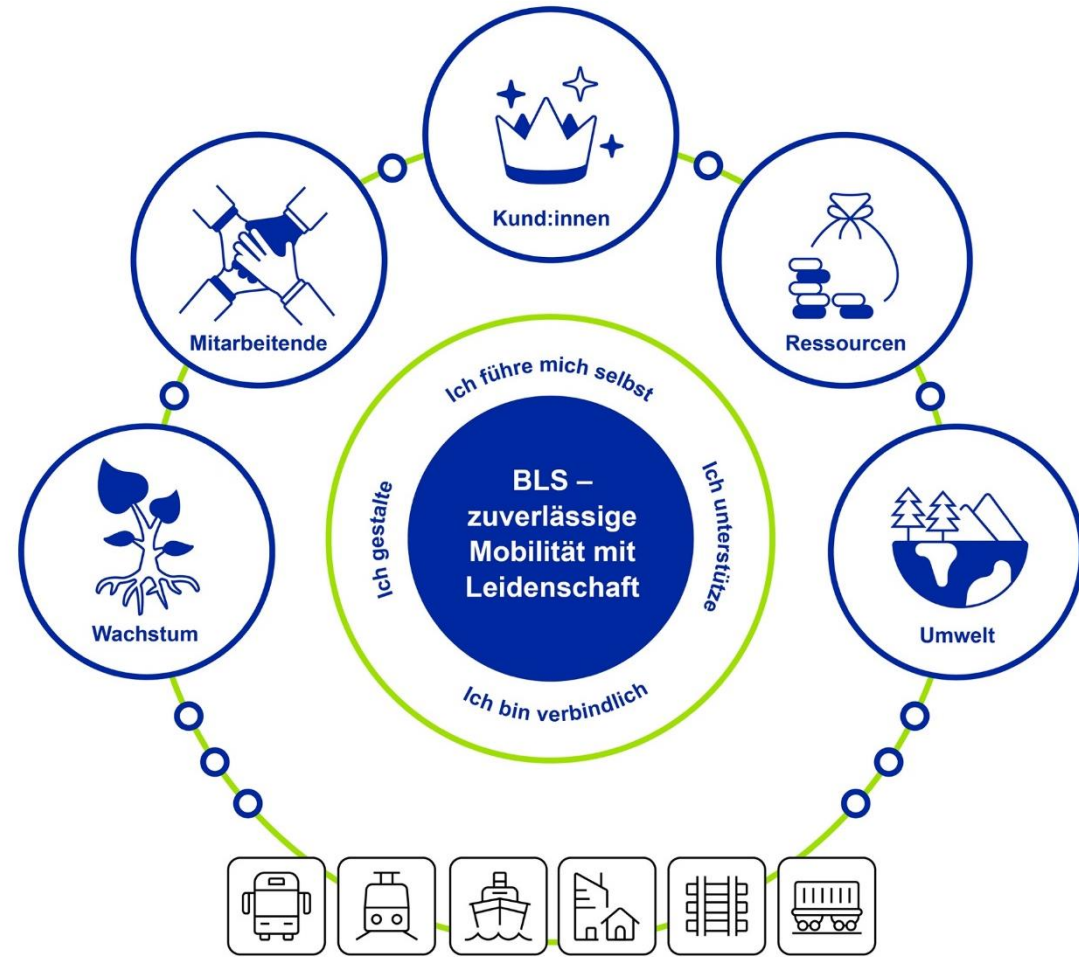 Kund:innen
Mitarbeitende
Ressourcen
Wachstum
Umwelt
Ich führe mich selbst
Ich gestalte
Ich unterstütze
Ich bin verbindlich
BLS –
zuverlässige
Mobilität mit
Leidenschaft